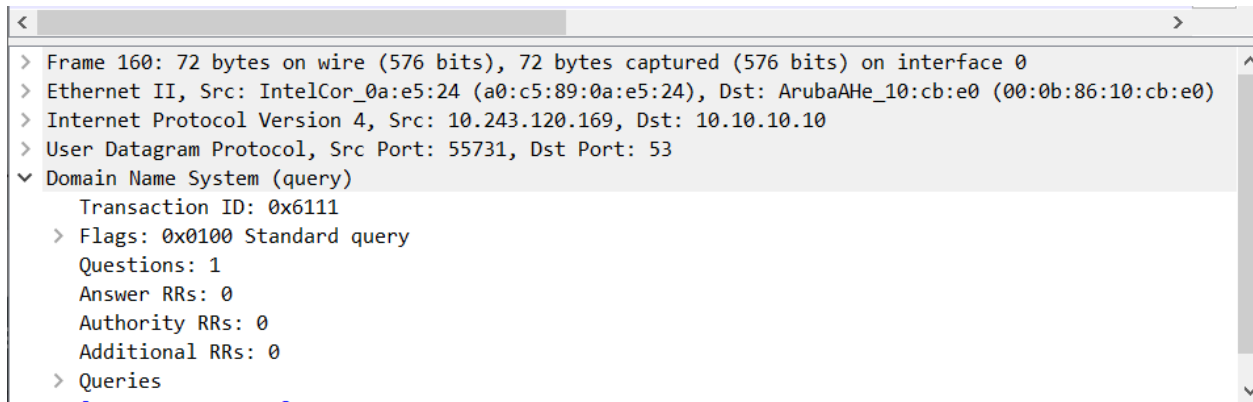 Frame 160: 72 bytes on wire (576 bits), 72 bytes captured (576 bits) on interface 0
Ethernet II, Src: IntelCor_0a:e5:24 (a0:c5:89:0a:e5:24), Dst: ArubaAHe_10:cb:e0 (00:0b:86:10:cb:e0)
Internet Protocol Version 4, Src: 10.243.120.169, Dst: 10.10.10.10
User Datagram Protocol, Src Port: 55731, Dst Port: 53
Domain Name System (query)
Transaction ID: 0x6111
Flags: 0x0100 Standard query
Questions: 1
Answer RRs: 0
Authority RRs: 0
Additional RRs: 0
Queries